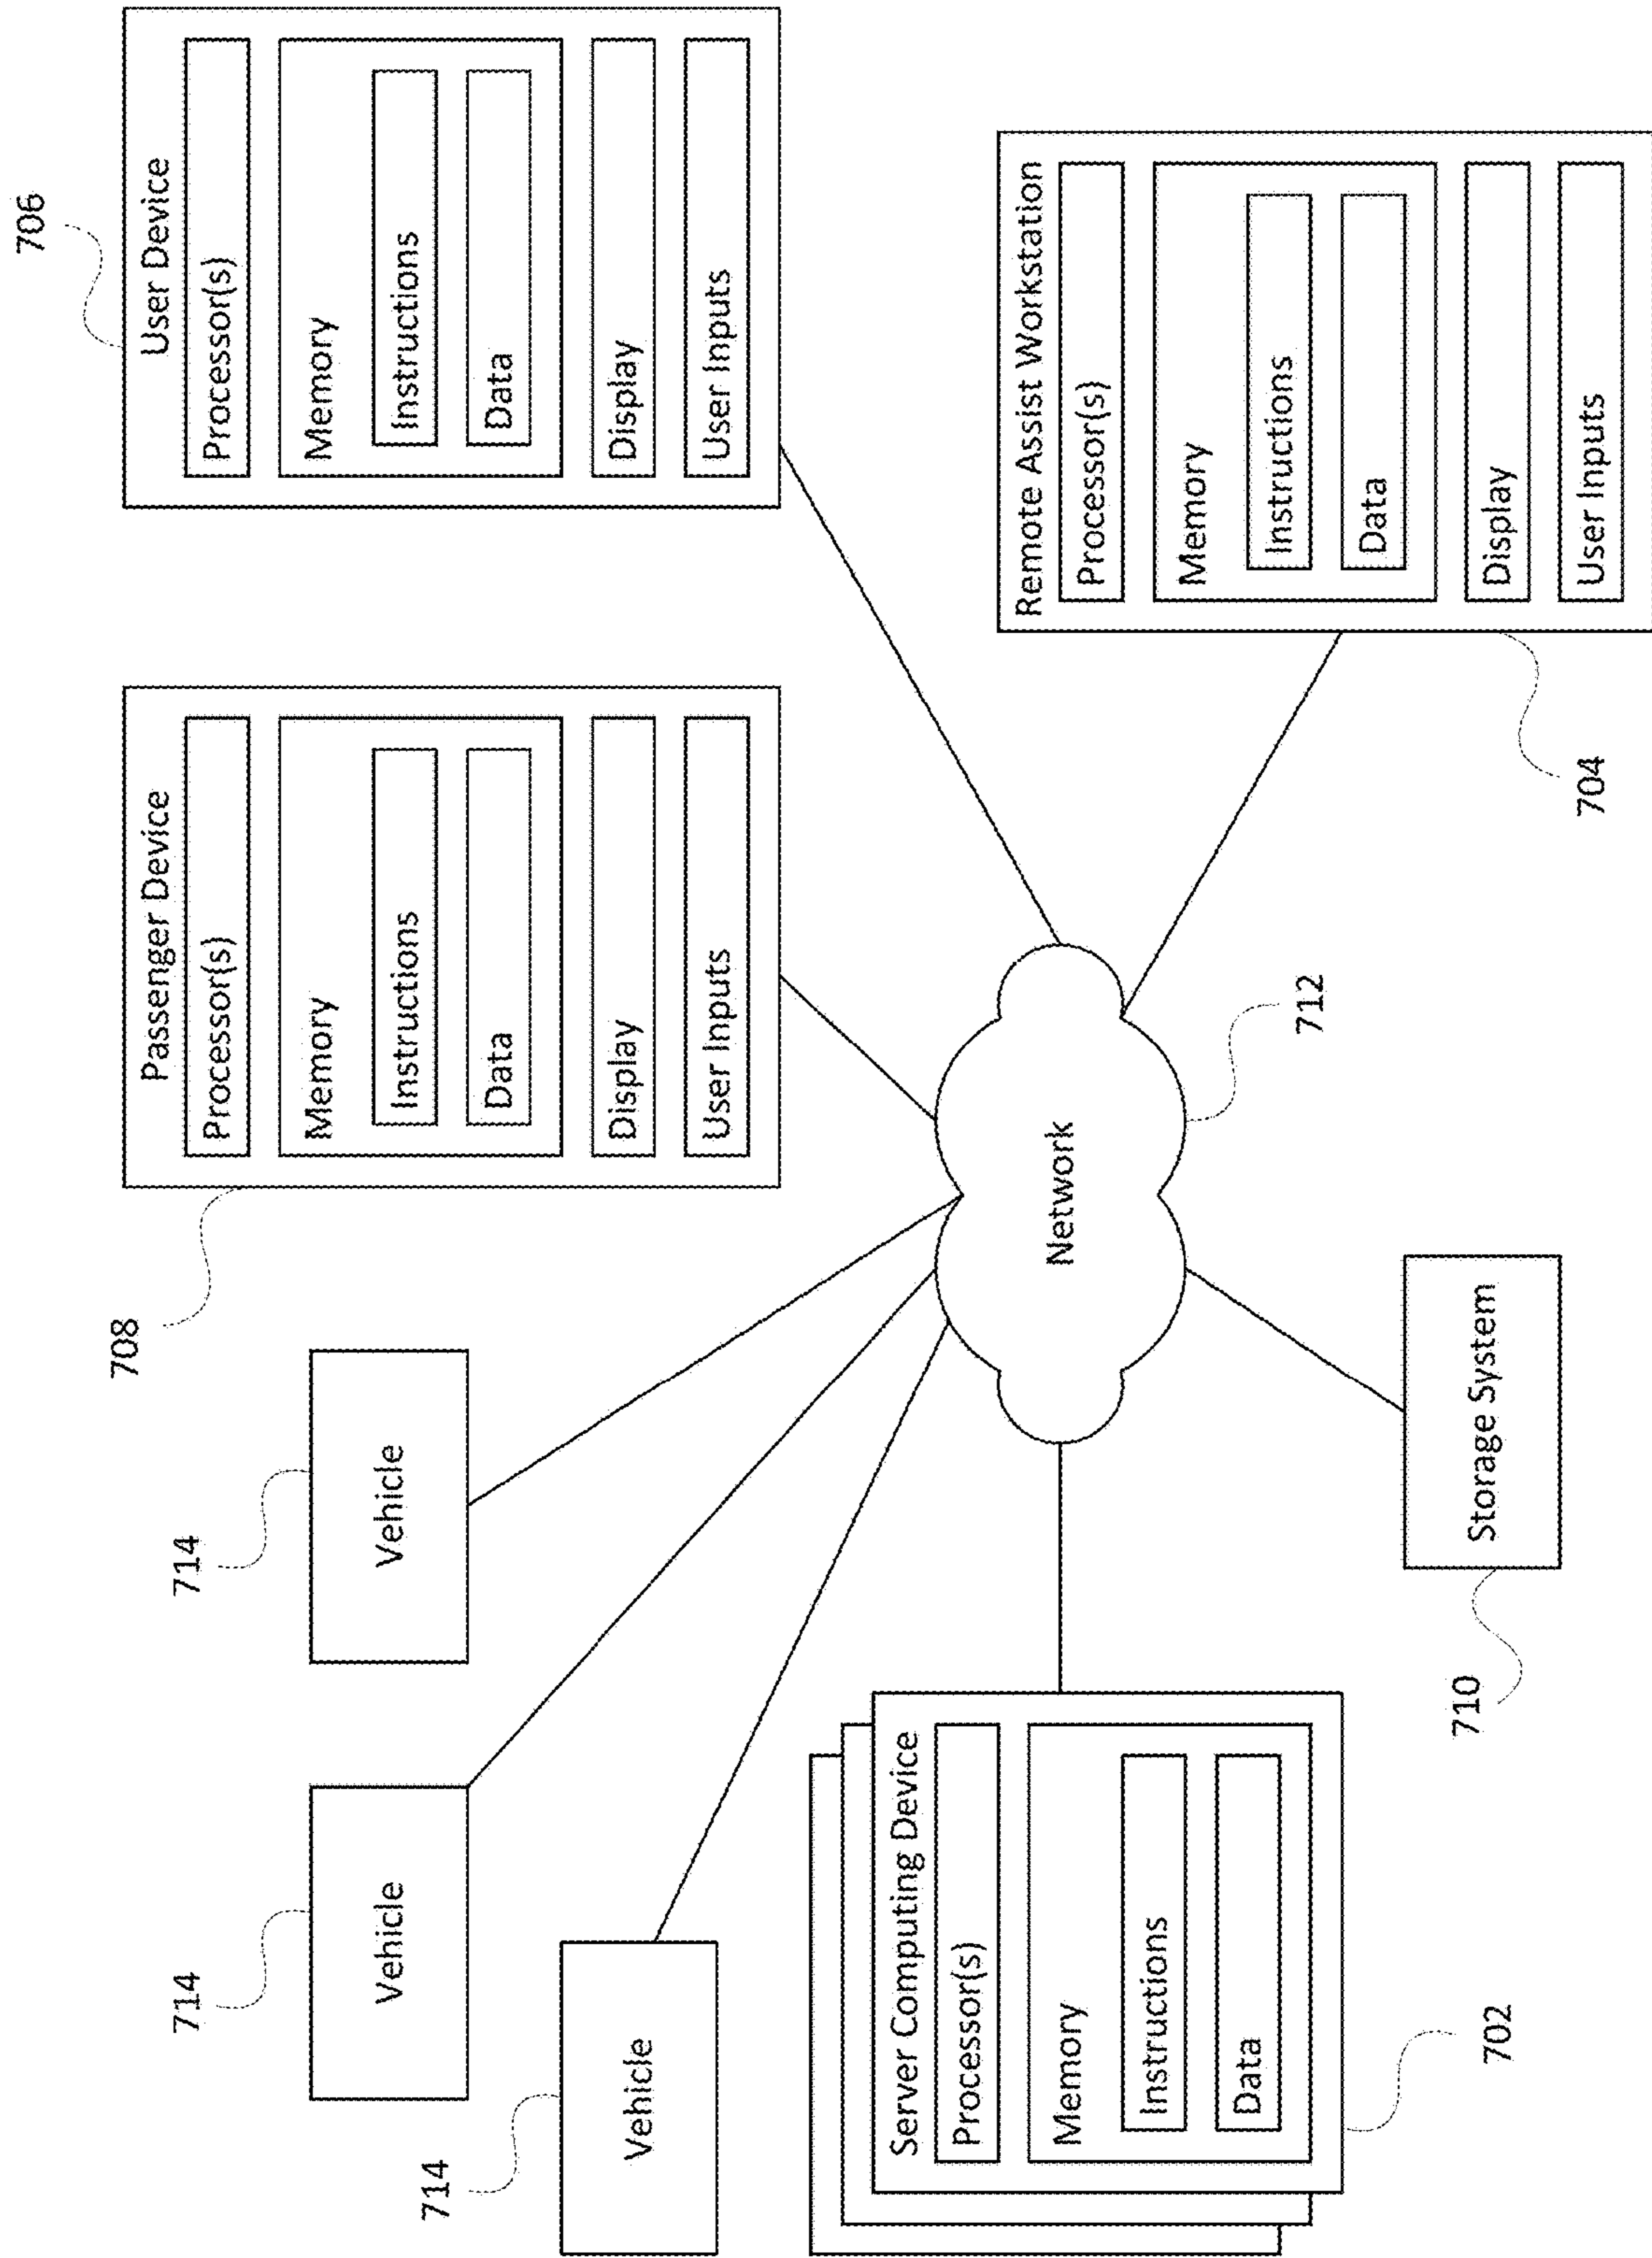 714
Vehicle
714
Vehicle
714
Vehicle
708
Passenger Device
Processor(s)
Memory
Instructions
Data
Display
User Inputs
706
User Device
Processor(s)
Memory
Instructions
Data
Display
User Inputs
Server Computing Device
Processor(s)
Memory
Instructions
Data
702
Network
712
Storage System
710
Remote Assist Workstation
Processor(s)
Memory
Instructions
Data
Display
User Inputs
704